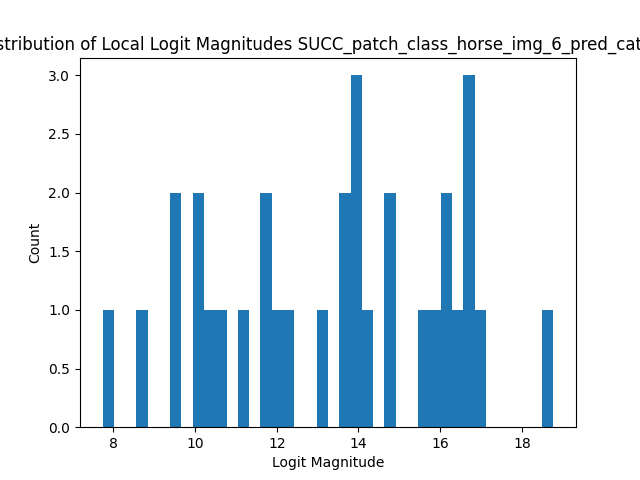 stribution of Local Logit Magnitudes SUCC_patch_class_horse_img_6_pred_cat
3.0
2.5
2.0
1.5
1.0
0.5
0.0
Count
8 10 12 14 16 18
Logit Magnitude